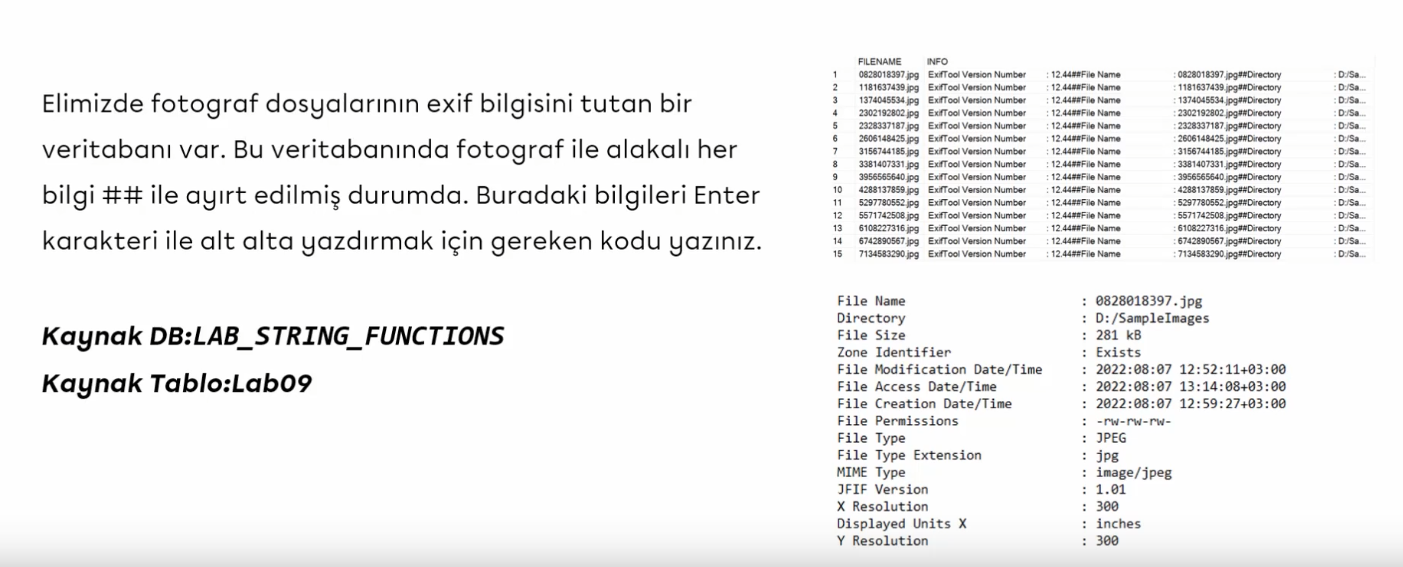 Elimizde fotograf dosyalarının exif bilgisini tutan bir
veritabanı var. Bu veritabanında fotograf ile alakalı her
bilgi ## ile ayırt edilmiş durumda. Buradaki bilgileri Enter
karakteri ile alt alta yazdırmak için gereken kodu yazınız.
Kaynak DB:LAB_STRING_FUNCTIONS
Kaynak Tablo:Lab09
FILENAME INFO
1 0828018397.jpg ExifTool Version Number : 12.44##File Name : 0828018397.jpg##Directory : D:/Sa...
2 1181637439.jpg ExifTool Version Number : 12.44##File Name : 1181637439.jpg##Directory : D:/Sa...
3 1374045534.jpg ExifTool Version Number : 12.44##File Name : 1374045534.jpg##Directory : D:/Sa...
4 2302192802.jpg ExifTool Version Number : 12.44##File Name : 2302192802.jpg##Directory : D:/Sa...
5 2328337187.jpg ExifTool Version Number : 12.44##File Name : 2328337187.jpg##Directory : D:/Sa...
6 2606148425.jpg ExifTool Version Number : 12.44##File Name : 2606148425.jpg##Directory : D:/Sa...
7 3156744185.jpg ExifTool Version Number : 12.44##File Name : 3156744185.jpg##Directory : D:/Sa...
8 3381407331.jpg ExifTool Version Number : 12.44##File Name : 3381407331.jpg##Directory : D:/Sa...
9 3956565640.jpg ExifTool Version Number : 12.44##File Name : 3956565640.jpg##Directory : D:/Sa...
10 4288137859.jpg ExifTool Version Number : 12.44##File Name : 4288137859.jpg##Directory : D:/Sa...
11 5297780552.jpg ExifTool Version Number : 12.44##File Name : 5297780552.jpg##Directory : D:/Sa...
12 5571742508.jpg ExifTool Version Number : 12.44##File Name : 5571742508.jpg##Directory : D:/Sa...
13 6108227316.jpg ExifTool Version Number : 12.44##File Name : 6108227316.jpg##Directory : D:/Sa...
14 6742890567.jpg ExifTool Version Number : 12.44##File Name : 6742890567.jpg##Directory : D:/Sa...
15 7134583290.jpg ExifTool Version Number : 12.44##File Name : 7134583290.jpg##Directory : D:/Sa...
File Name : 0828018397.jpg
Directory : D:/SampleImages
File Size : 281 kB
Zone Identifier : Exists
File Modification Date/Time : 2022:08:07 12:52:11+03:00
File Access Date/Time : 2022:08:07 13:14:08+03:00
File Creation Date/Time : 2022:08:07 12:59:27+03:00
File Permissions : -rw-rw-rw-
File Type : JPEG
File Type Extension : jpg
MIME Type : image/jpeg
JFIF Version : 1.01
X Resolution : 300
Displayed Units X : inches
Y Resolution : 300